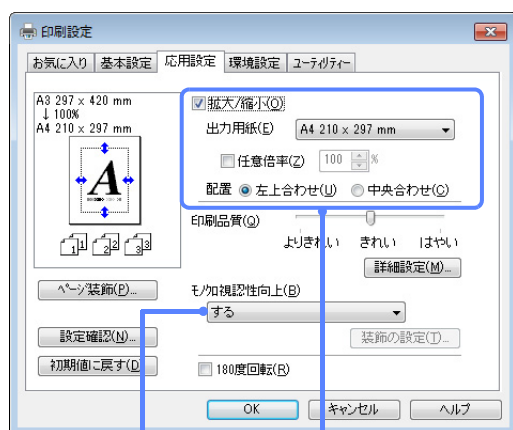 印刷設定
お気に入り 基本設定 応用設定 環境設定 ユーティリティー
A3 297 × 420 mm
↓ 100%
A4 210 × 297 mm
A
1 1 2 2 3 3
拡大/縮小(O)
出力用紙(E) A4 210 × 297 mm
任意倍率(Z) 100 %
配置 左上合わせ(U) 中央合わせ(C)
印刷品質(Q)
よりきれい きれい はやい
詳細設定(M)...
ページ装飾(P)...
モノクロ視認性向上(B)
する
設定確認(N)...
装飾の設定(T)...
初期値に戻す(D)
180度回転(R)
OK キャンセル ヘルプ